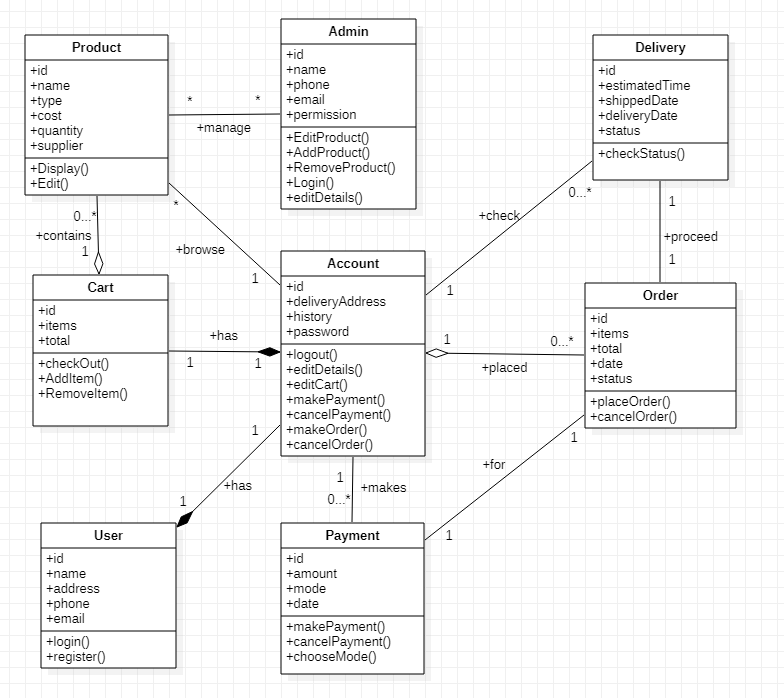 Product
+id
+name
+type
+cost
+quantity
+supplier
+Display()
+Edit()
Admin
+id
+name
+phone
+email
+permission
+EditProduct()
+AddProduct()
+RemoveProduct()
+Login()
+editDetails()
Delivery
+id
+estimatedTime
+shippedDate
+deliveryDate
+status
+checkStatus()
* *
+manage
0...*
+contains
1
*
+browse
1
0...*
+check
1
1
+proceed
1
Cart
+id
+items
+total
+checkOut()
+AddItem()
+RemoveItem()
+has
1 1
Account
+id
+deliveryAddress
+history
+password
+logout()
+editDetails()
+editCart()
+makePayment()
+cancelPayment()
+makeOrder()
+cancelOrder()
1 0...*
+placed
Order
+id
+items
+total
+date
+status
+placeOrder()
+cancelOrder()
1
+has
1
1
+makes
0...*
1
+for
1
User
+id
+name
+address
+phone
+email
+login()
+register()
Payment
+id
+amount
+mode
+date
+makePayment()
+cancelPayment()
+chooseMode()